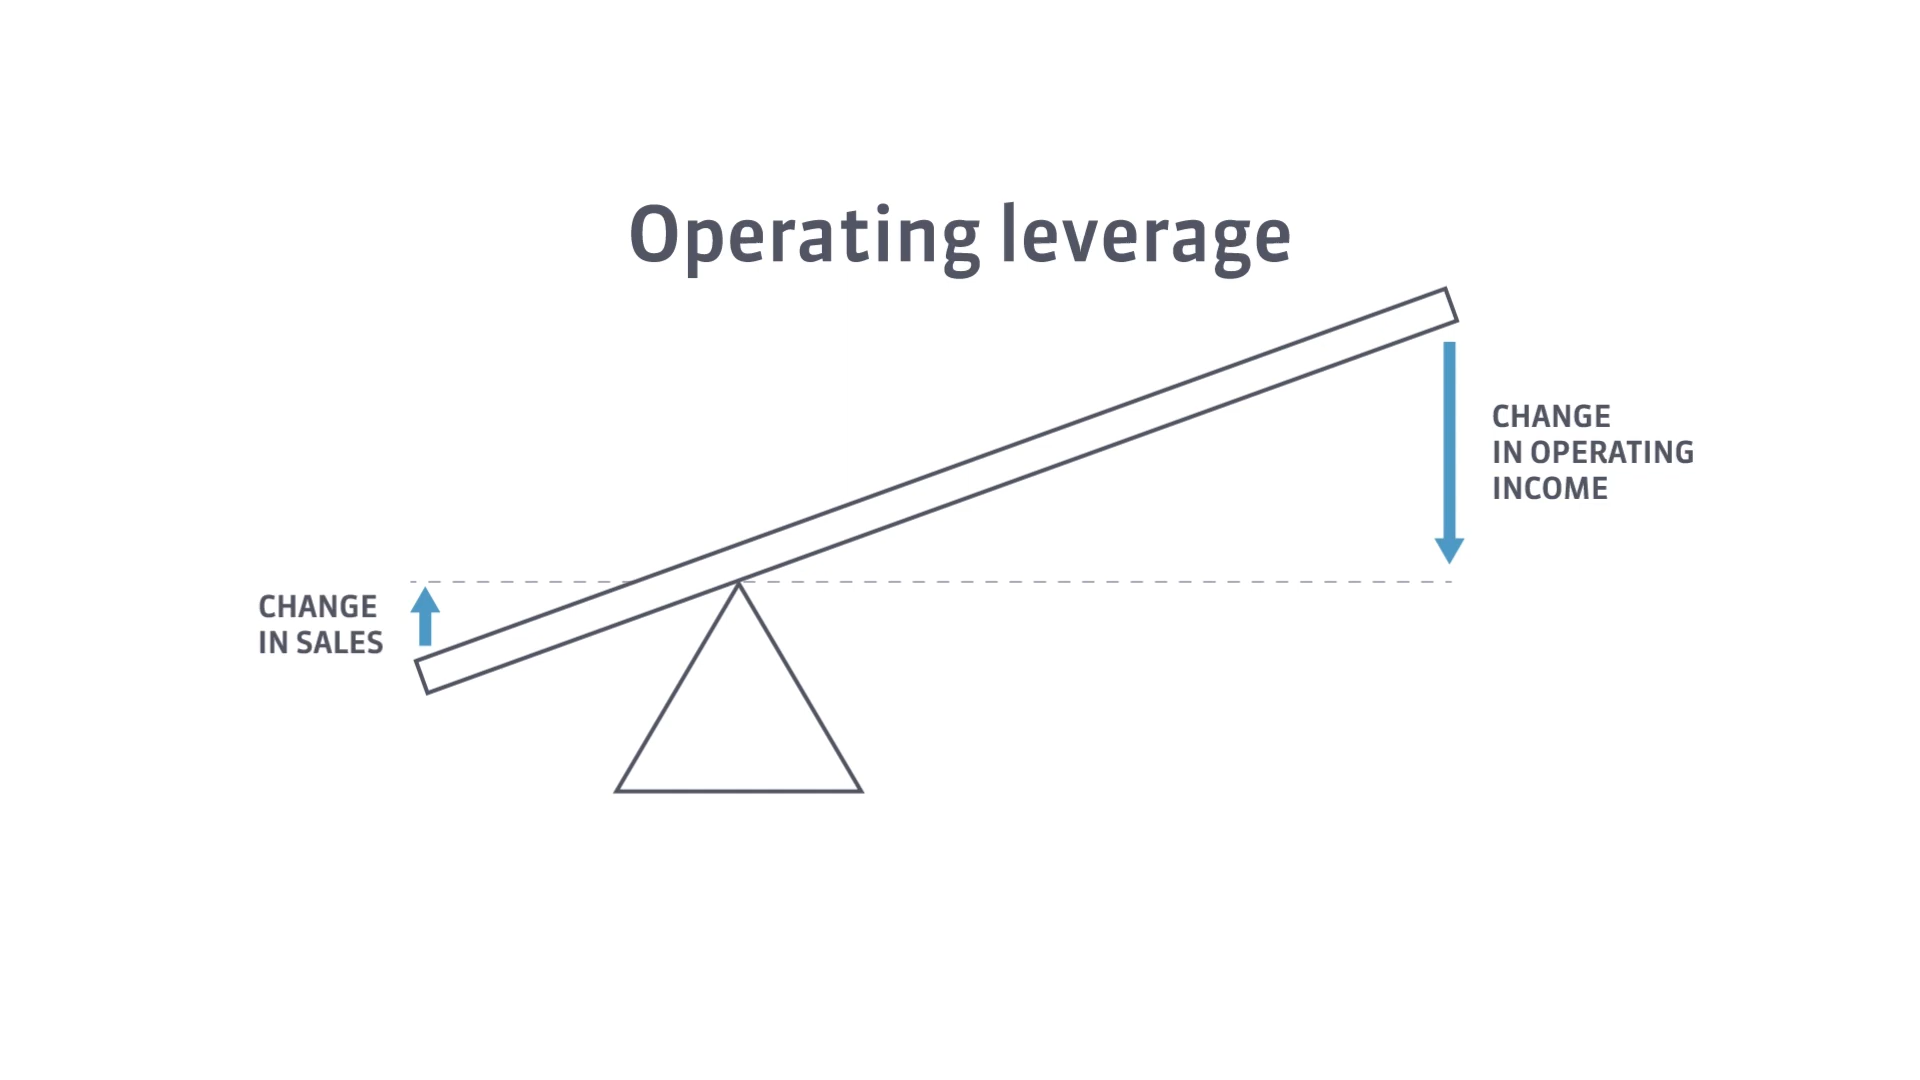 Operating leverage
CHANGE
IN OPERATING
INCOME
CHANGE
IN SALES